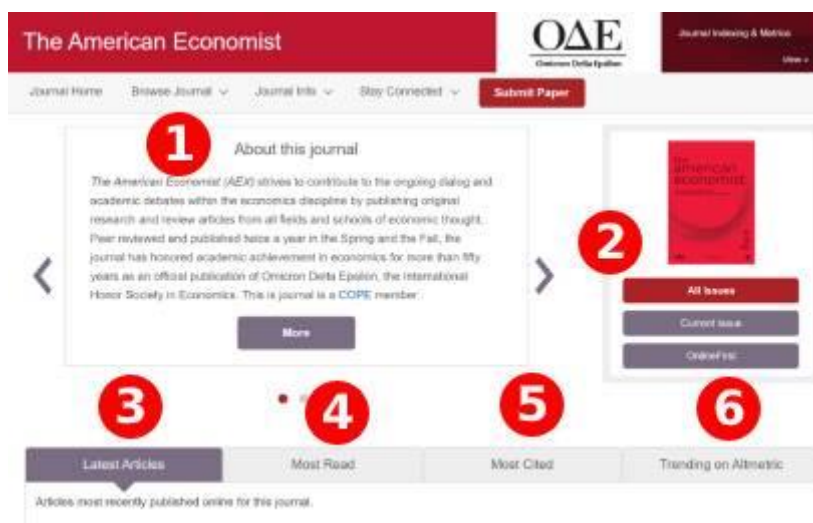 The American Economist
ΟΔΕ
Omicron Delta Epsilon
Journal Indexing & Metrics
View »
Journal Home Browse Journal Journal Info Stay Connected Submit Paper
1
About this journal
The American Economist (AEX) strives to contribute to the ongoing dialog and
academic debates within the economics discipline by publishing original
research and review articles from all fields and schools of economic thought.
Peer reviewed and published twice a year in the Spring and the Fall, the
journal has honored academic achievement in economics for more than fifty
years as an official publication of Omicron Delta Epsilon, the International
Honor Society in Economics. This is journal is a COPE member.
More
the
american
economist
2
All Issues
Current Issue
OnlineFirst
3
4
5
6
Latest Articles Most Read Most Cited Trending on Altmetric
Articles most recently published online for this journal.